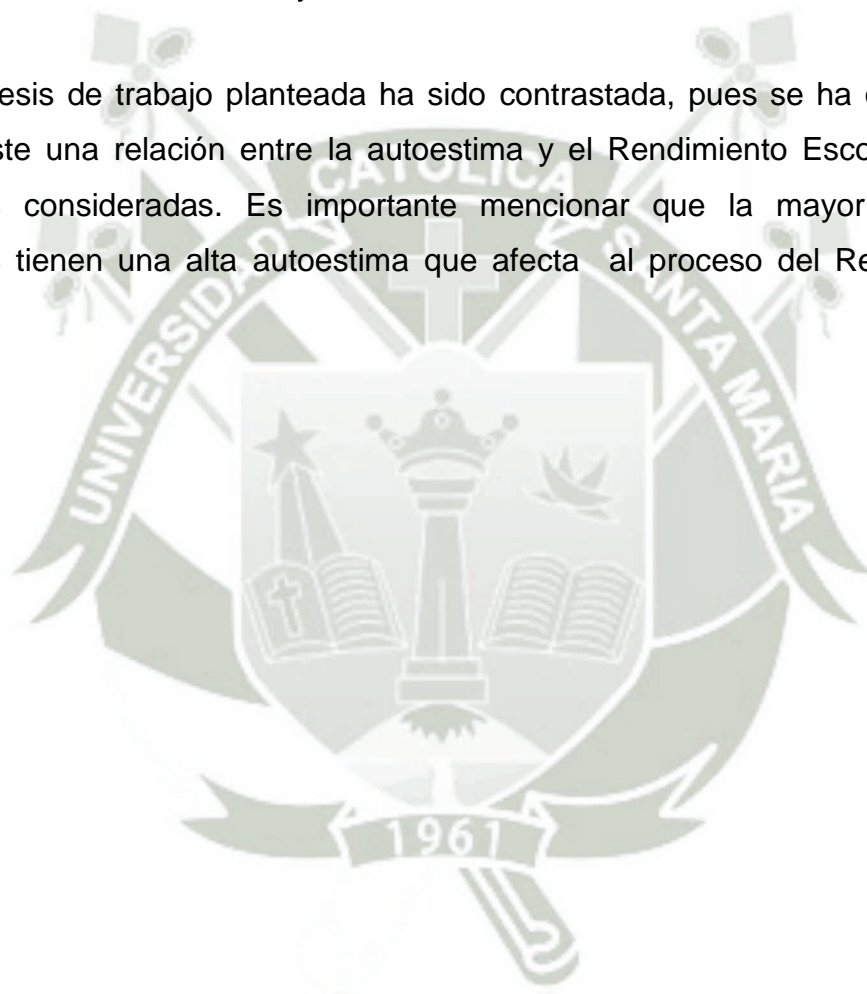 esis de trabajo planteada ha sido contrastada, pues se ha
ste una relación entre la autoestima y el Rendimiento Esco
consideradas. Es importante mencionar que la mayor
tienen una alta autoestima que afecta al proceso del Re
UNIVERSIDAD CATOLICA SANTA MARIA
1961